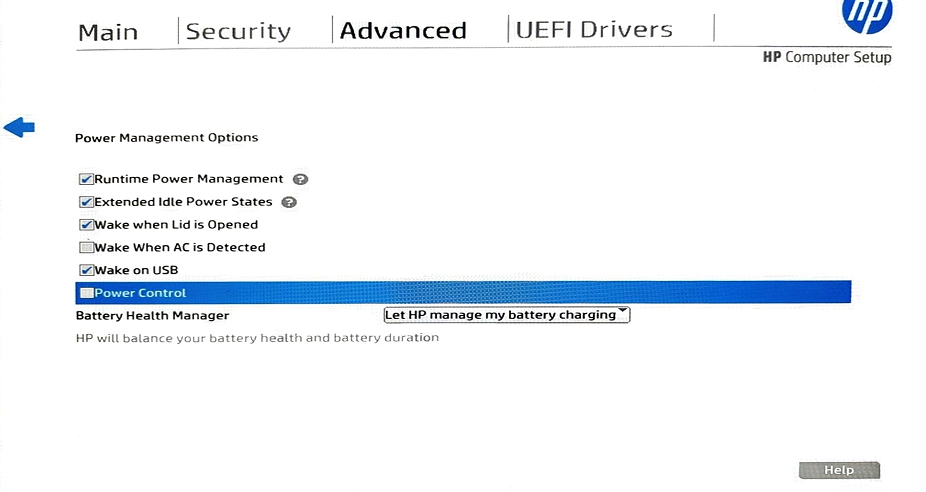 Main Security Advanced UEFI Drivers hp
HP Computer Setup
Power Management Options
Runtime Power Management ?
Extended Idle Power States ?
Wake when Lid is Opened
Wake When AC is Detected
Wake on USB
Power Control
Battery Health Manager Let HP manage my battery charging
HP will balance your battery health and battery duration
Help